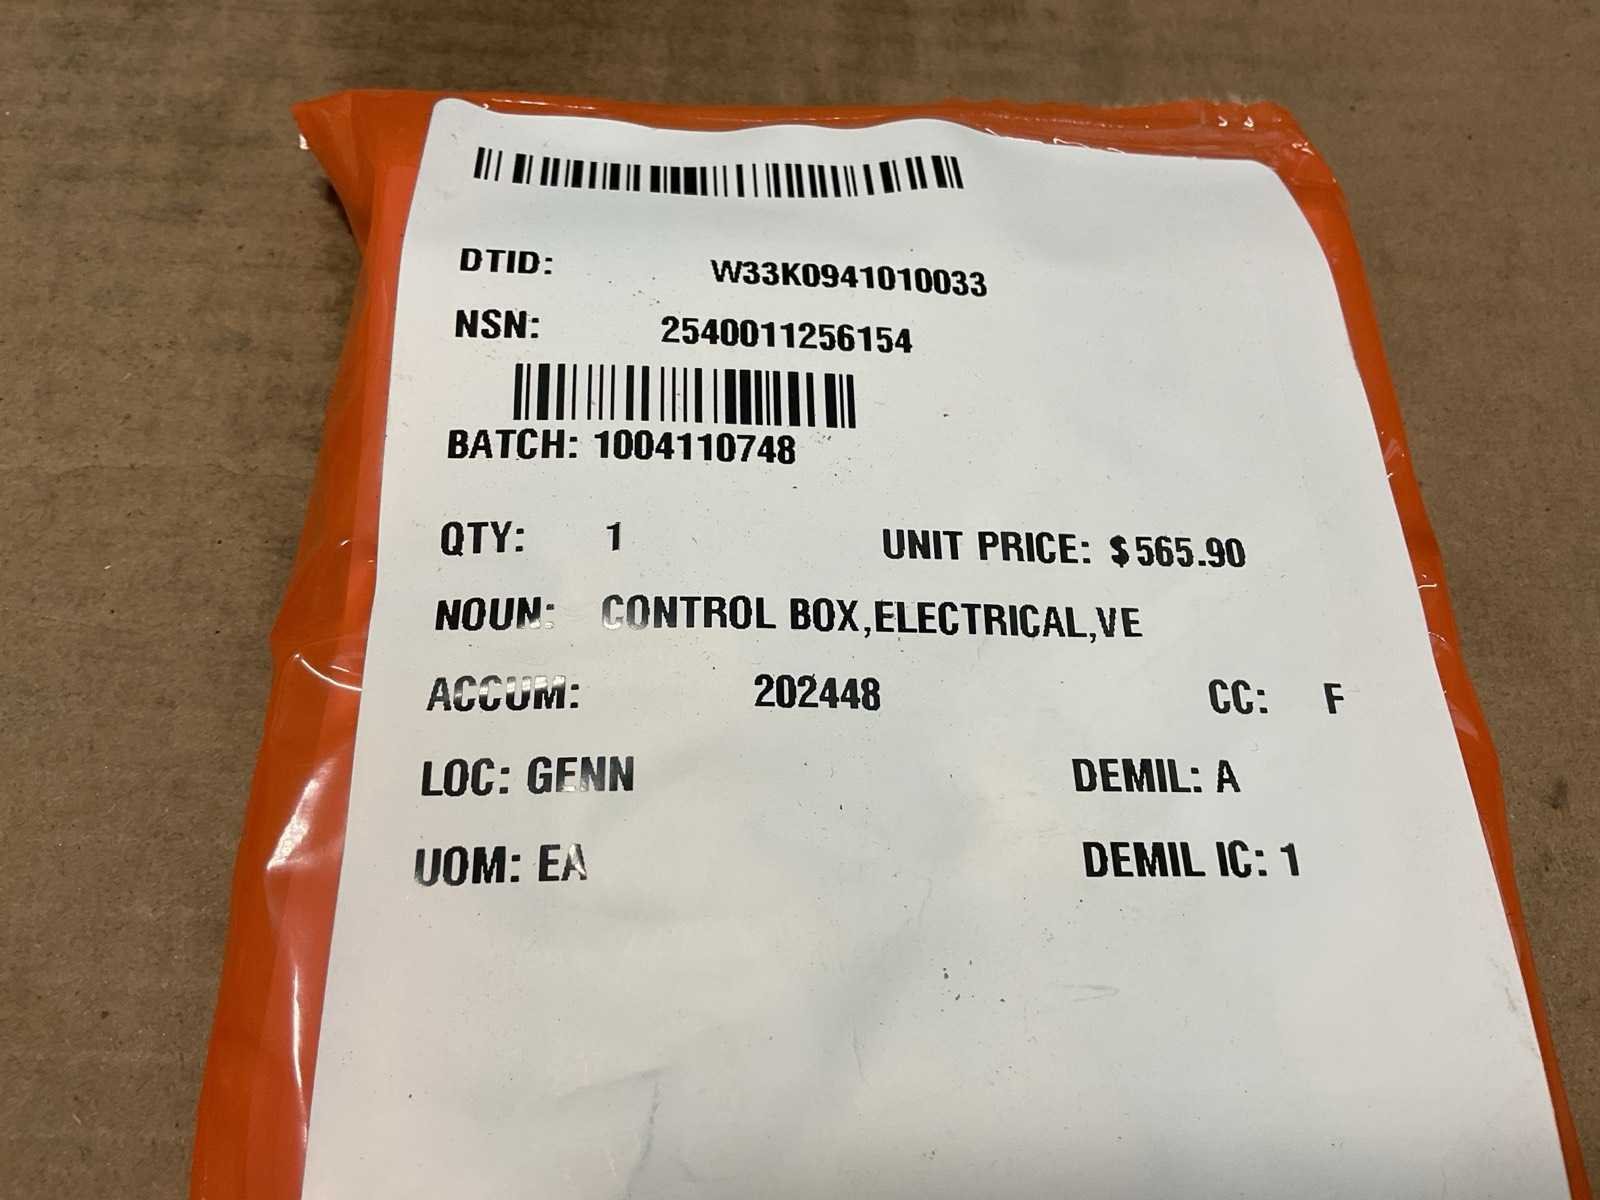 DTID: W33K0941010033
NSN: 2540011256154
BATCH: 1004110748
QTY: 1 UNIT PRICE: $565.90
NOUN: CONTROL BOX,ELECTRICAL,VE
ACCUM: 202448 CC: F
LOC: GENN DEMIL: A
UOM: EA DEMIL IC: 1